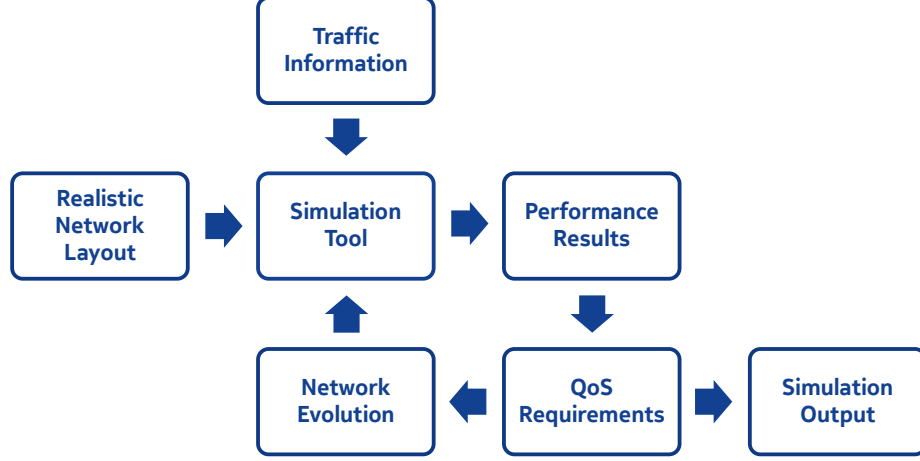 Traffic
Information
Realistic
Network
Layout
Simulation
Tool
Performance
Results
Network
Evolution
QoS
Requirements
Simulation
Output